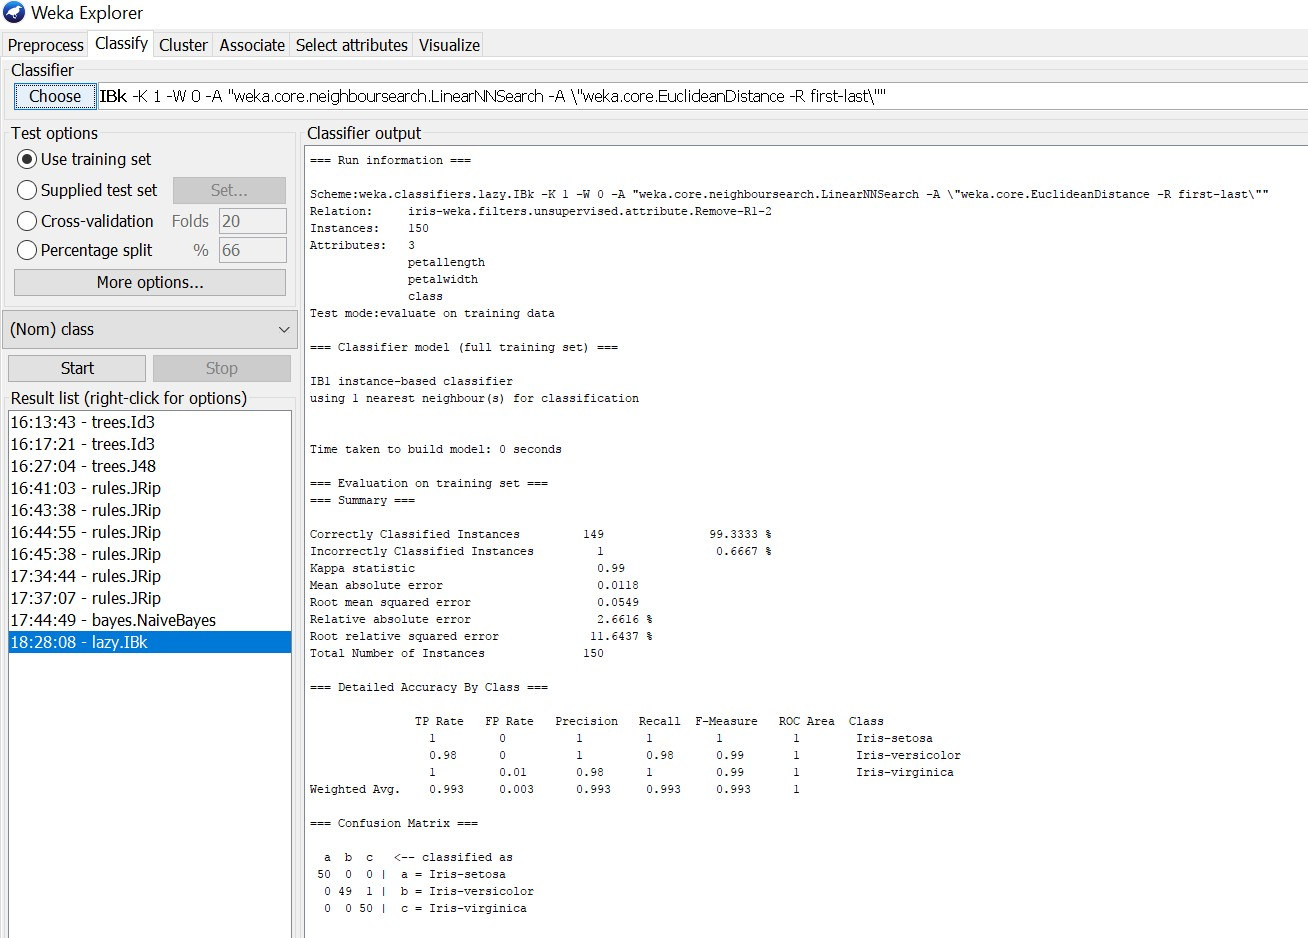 Weka Explorer
Preprocess Classify Cluster Associate Select attributes Visualize
Classifier
Choose IBk -K 1 -W 0 -A "weka.core.neighboursearch.LinearNNSearch -A \"weka.core.EuclideanDistance -R first-last\""
Test options
Use training set
Supplied test set Set...
Cross-validation Folds 20
Percentage split % 66
More options...
(Nom) class
Start Stop
Result list (right-click for options)
16:13:43 - trees.Id3
16:17:21 - trees.Id3
16:27:04 - trees.J48
16:41:03 - rules.JRip
16:43:38 - rules.JRip
16:44:55 - rules.JRip
16:45:38 - rules.JRip
17:34:44 - rules.JRip
17:37:07 - rules.JRip
17:44:49 - bayes.NaiveBayes
18:28:08 - lazy.IBk
Classifier output
=== Run information ===
Scheme:weka.classifiers.lazy.IBk -K 1 -W 0 -A "weka.core.neighboursearch.LinearNNSearch -A \"weka.core.EuclideanDistance -R first-last\""
Relation: iris-weka.filters.unsupervised.attribute.Remove-R1-2
Instances: 150
Attributes: 3
petallength
petalwidth
class
Test mode:evaluate on training data
=== Classifier model (full training set) ===
IB1 instance-based classifier
using 1 nearest neighbour(s) for classification
Time taken to build model: 0 seconds
=== Evaluation on training set ===
=== Summary ===
Correctly Classified Instances 149 99.3333 %
Incorrectly Classified Instances 1 0.6667 %
Kappa statistic 0.99
Mean absolute error 0.0118
Root mean squared error 0.0549
Relative absolute error 2.6616 %
Root relative squared error 11.6437 %
Total Number of Instances 150
=== Detailed Accuracy By Class ===
TP Rate FP Rate Precision Recall F-Measure ROC Area Class
1 0 1 1 1 1 Iris-setosa
0.98 0 1 0.98 0.99 1 Iris-versicolor
1 0.01 0.98 1 0.99 1 Iris-virginica
Weighted Avg. 0.993 0.003 0.993 0.993 0.993 1
=== Confusion Matrix ===
a b c <-- classified as
50 0 0 | a = Iris-setosa
0 49 1 | b = Iris-versicolor
0 0 50 | c = Iris-virginica